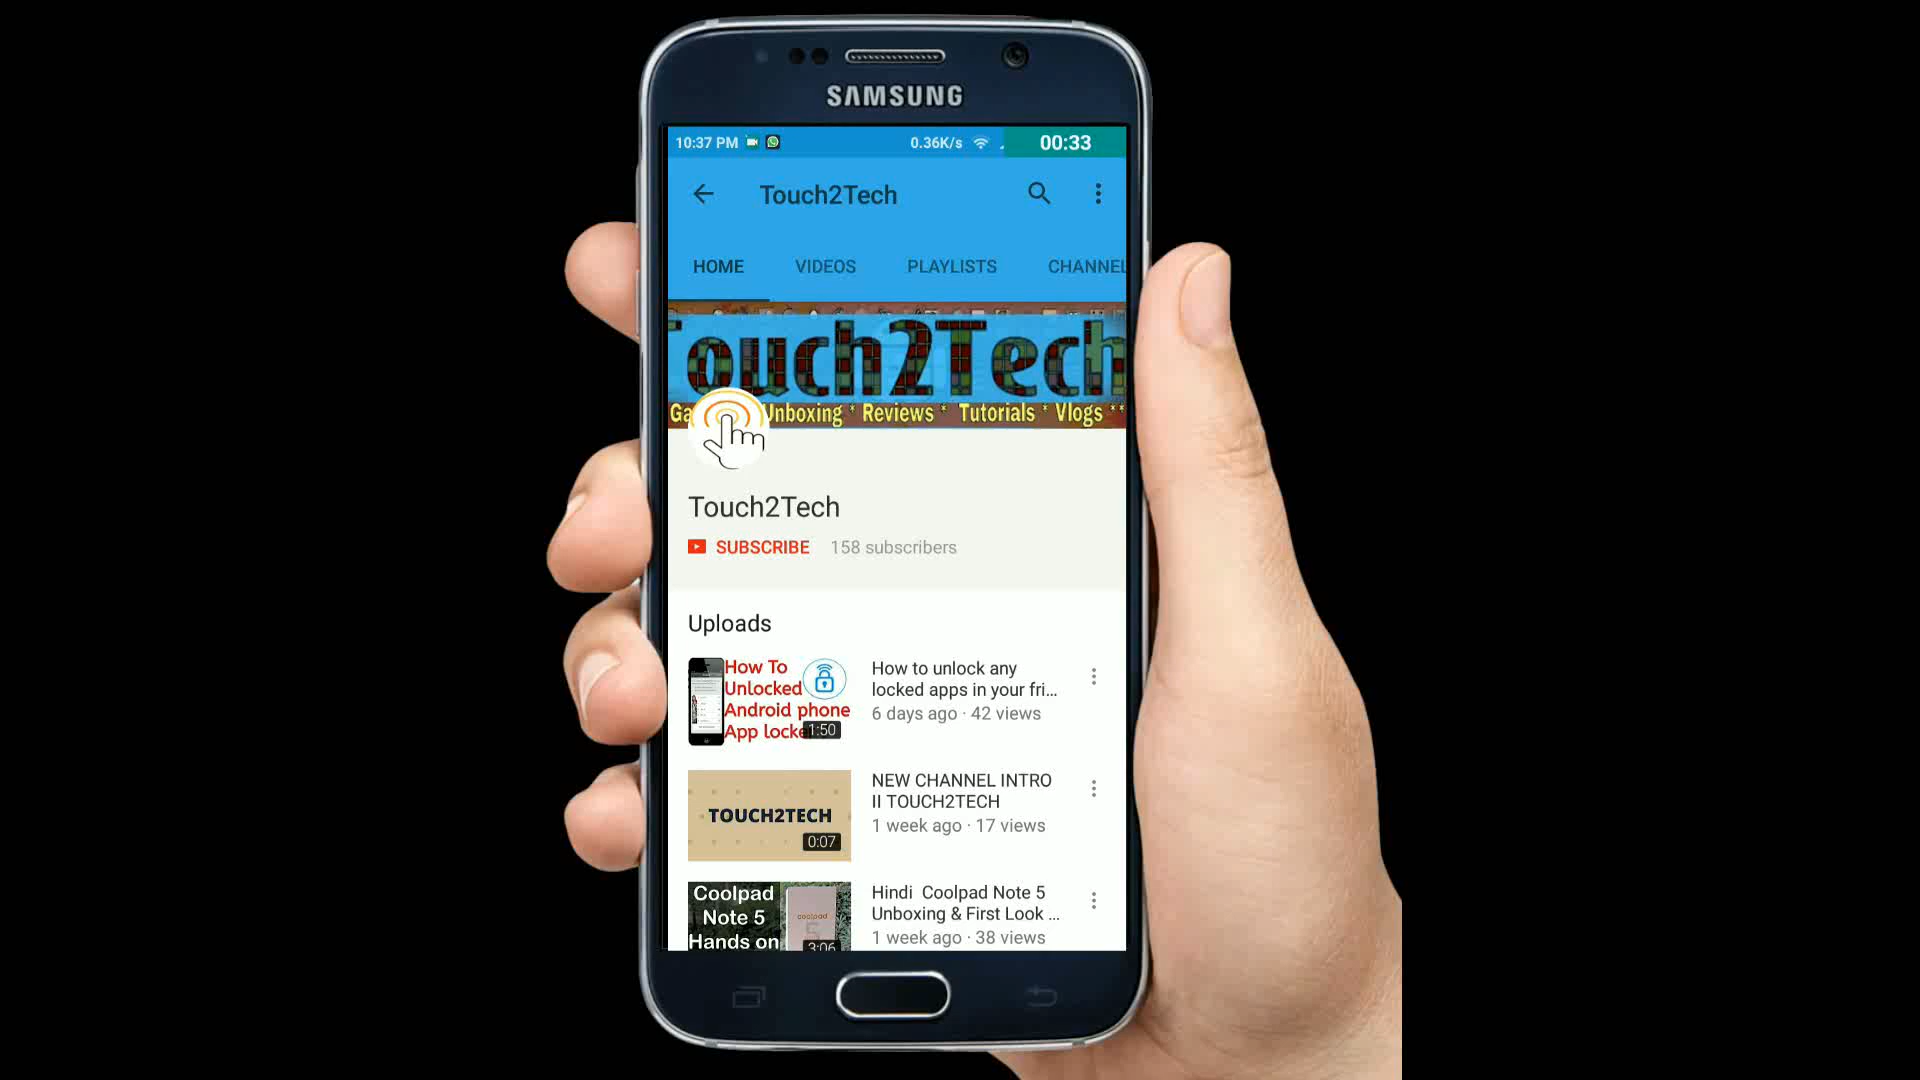 SAMSUNG
10:37 PM 0.36K/s 00:33
Touch2Tech
HOME VIDEOS PLAYLISTS CHANNEL
Touch2Tech
Ga Unboxing * Reviews * Tutorials * Vlogs **
Touch2Tech
SUBSCRIBE 158 subscribers
Uploads
How To
Unlocked
Android phone
App locke
1:50
How to unlock any
locked apps in your fri...
6 days ago · 42 views
TOUCH2TECH
0:07
NEW CHANNEL INTRO
II TOUCH2TECH
1 week ago · 17 views
Coolpad
Note 5
Hands on
coolpad
5
3:06
Hindi Coolpad Note 5
Unboxing & First Look ...
1 week ago · 38 views